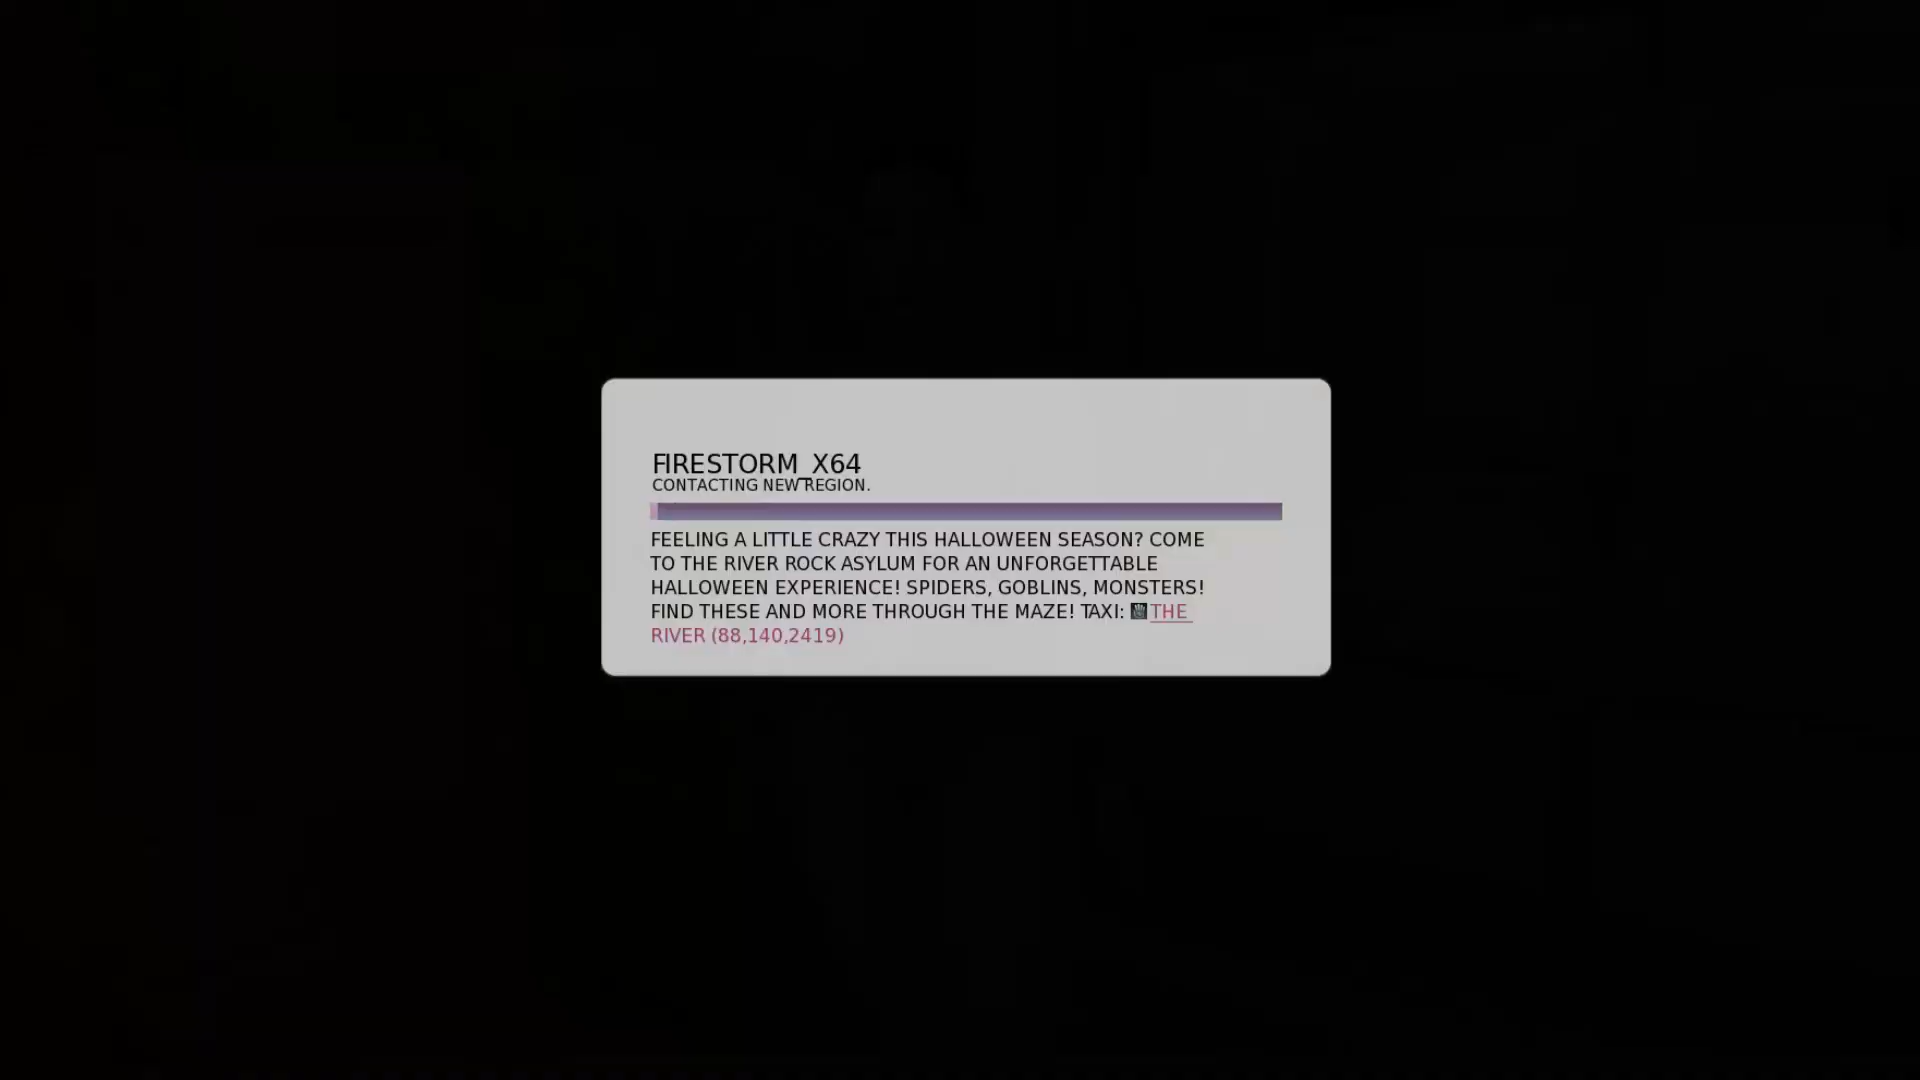 FIRESTORM_X64
CONTACTING NEW REGION.
FEELING A LITTLE CRAZY THIS HALLOWEEN SEASON? COME
TO THE RIVER ROCK ASYLUM FOR AN UNFORGETTABLE
HALLOWEEN EXPERIENCE! SPIDERS, GOBLINS, MONSTERS!
FIND THESE AND MORE THROUGH THE MAZE! TAXI: THE
RIVER (88,140,2419)